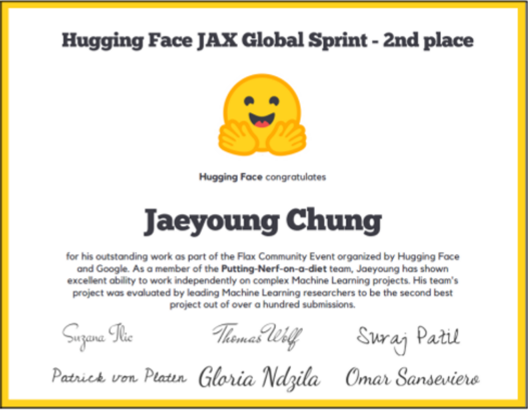 Hugging Face JAX Global Sprint - 2nd place
Hugging Face congratulates
Jaeyoung Chung
for his outstanding work as part of the Flax Community Event organized by Hugging Face
and Google. As a member of the Putting-Nerf-on-a-diet team, Jaeyoung has shown
excellent ability to work independently on complex Machine Learning projects. His team's
project was evaluated by leading Machine Learning researchers to be the second best
project out of over a hundred submissions.
Suzana Ilic Thomas Wolf Suraj Patil
Patrick von Platen Gloria Ndzila Omar Sanseviero